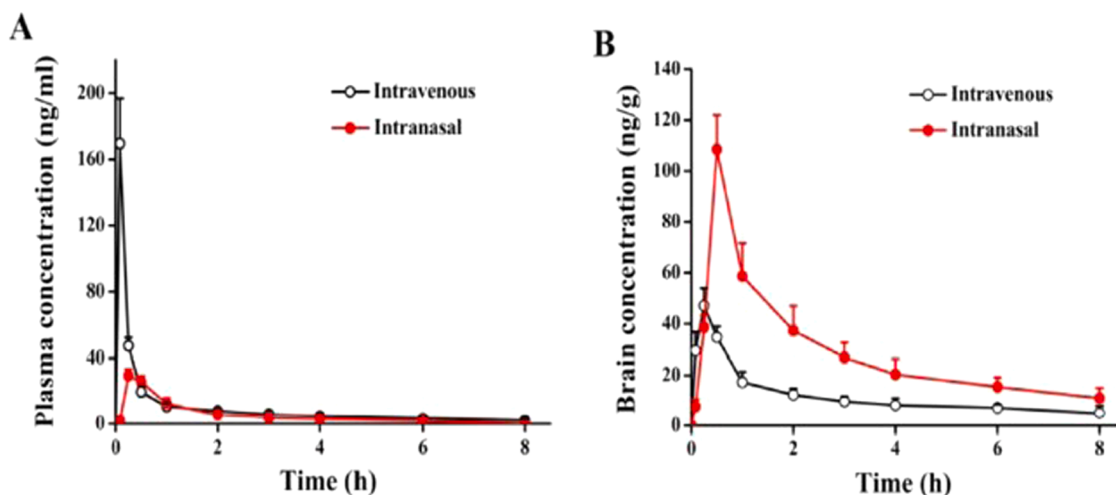 A
Plasma concentration (ng/ml)
200
160
120
80
40
0
Intravenous
Intranasal
0 2 4 6 8
Time (h)
B
Brain concentration (ng/g)
140
120
100
80
60
40
20
0
Intravenous
Intranasal
0 2 4 6 8
Time (h)